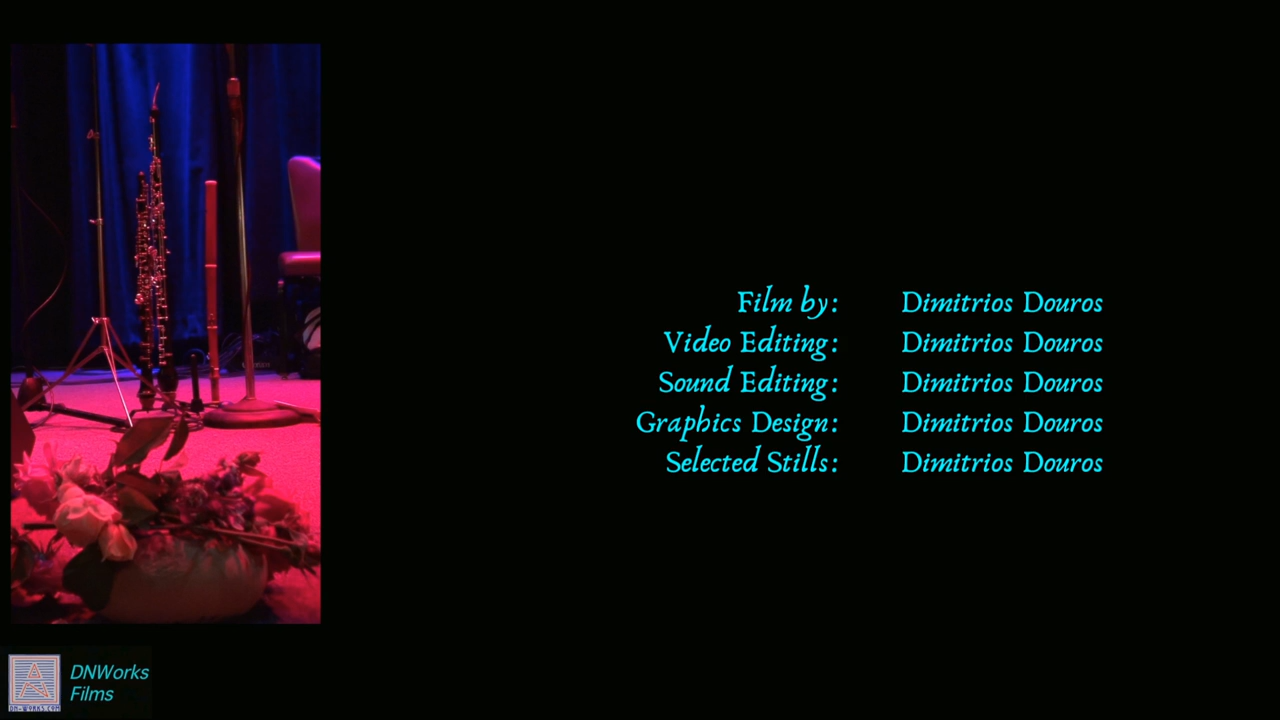 Film by: Dimitrios Douros
Video Editing: Dimitrios Douros
Sound Editing: Dimitrios Douros
Graphics Design: Dimitrios Douros
Selected Stills: Dimitrios Douros
DNWorks
Films